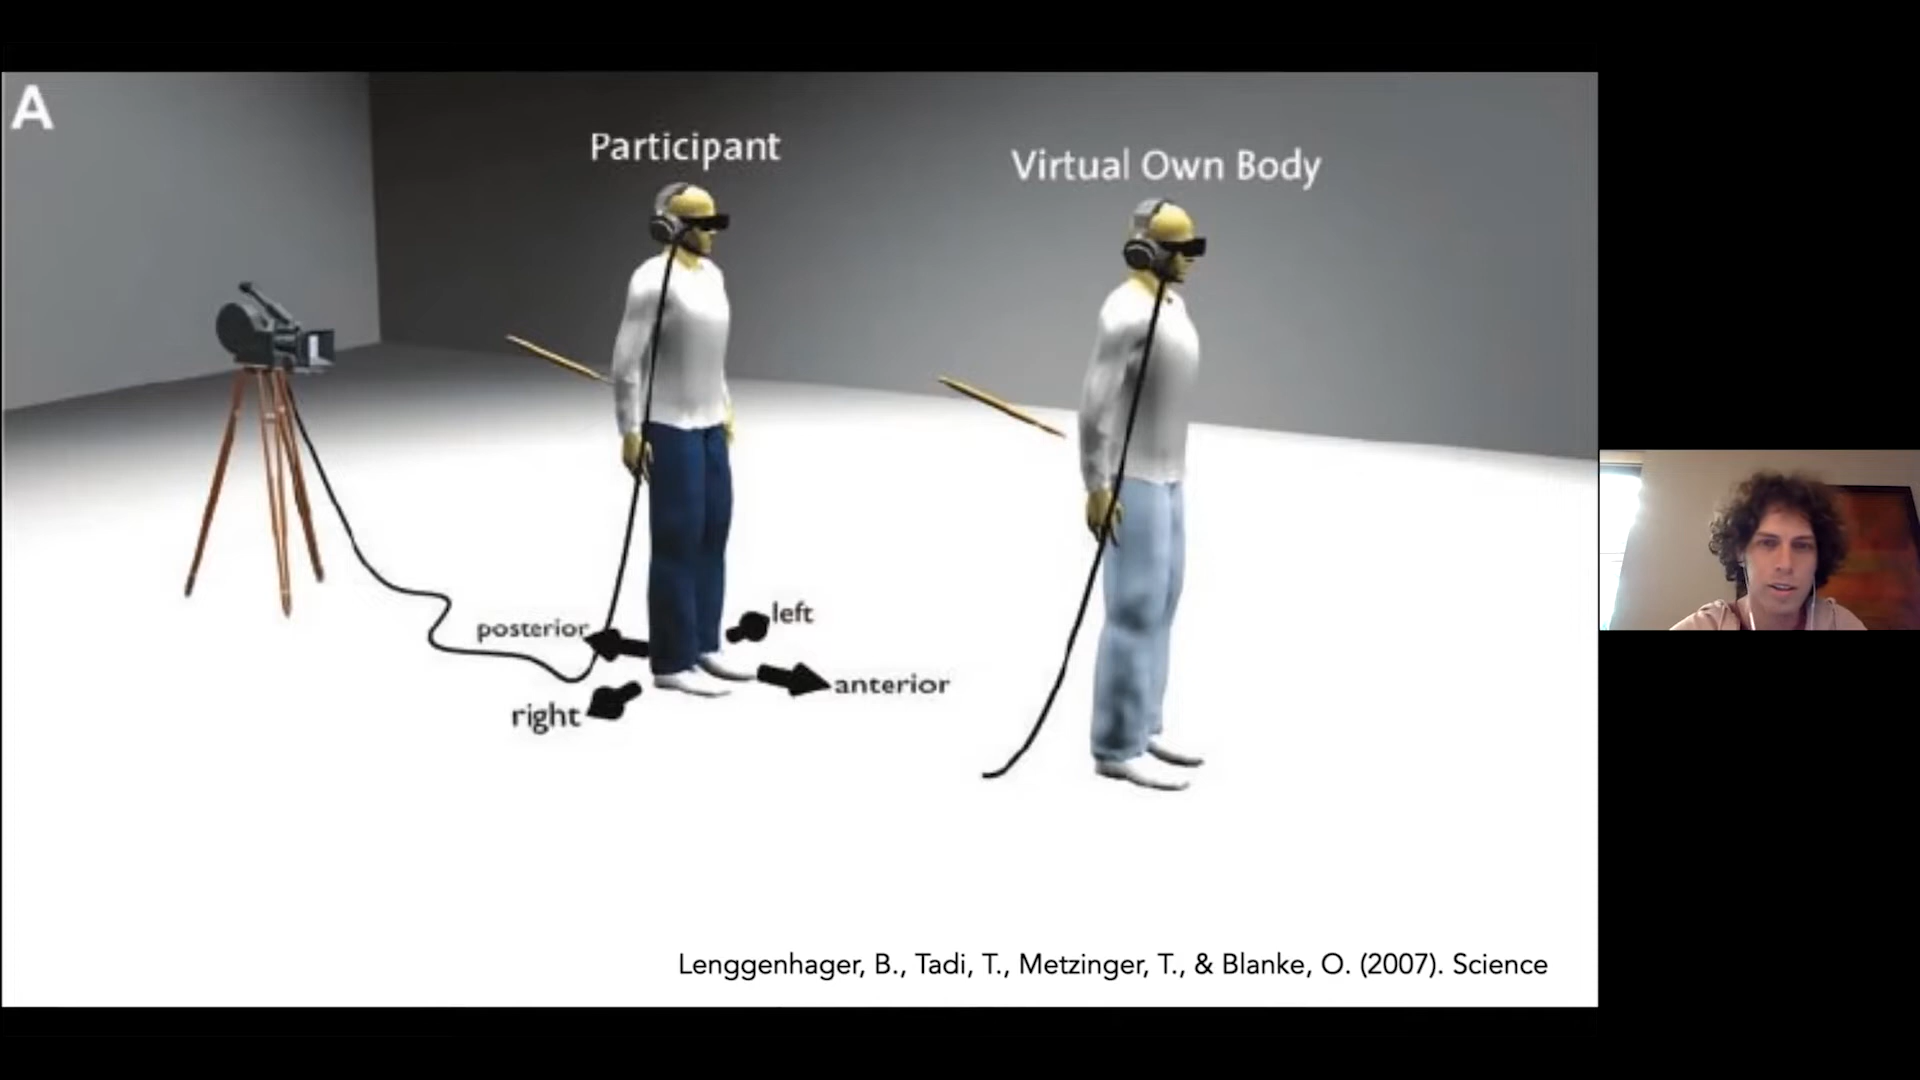 A
Participant
Virtual Own Body
left
posterior
anterior
right
Lenggenhager, B., Tadi, T., Metzinger, T., & Blanke, O. (2007). Science